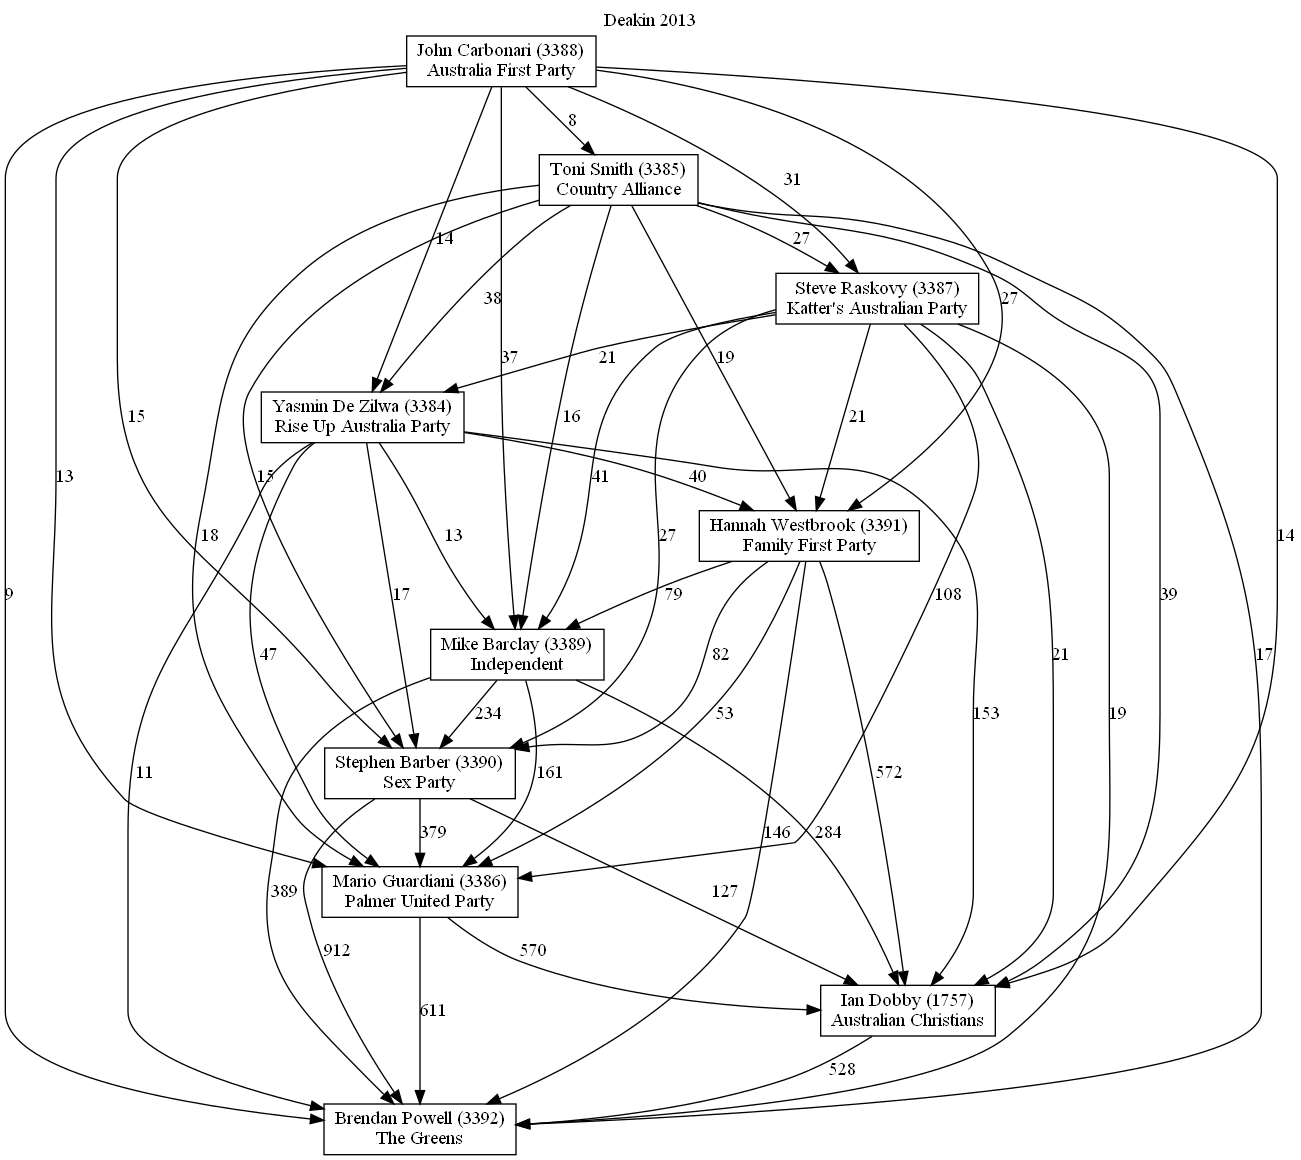 Deakin 2013
John Carbonari (3388)
Australia First Party
8
Toni Smith (3385)
Country Alliance
31
14
27
Steve Raskovy (3387)
Katter's Australian Party
38
27
37
21
19
Yasmin De Zilwa (3384)
Rise Up Australia Party
15
16
21
13
15
41
40
Hannah Westbrook (3391)
Family First Party
18
13
27
14
9
17
79
108
39
Mike Barclay (3389)
Independent
47
82
21
17
234
53
153
19
Stephen Barber (3390)
Sex Party
11
161
572
379
146
284
Mario Guardiani (3386)
Palmer United Party
389
127
912
570
Ian Dobby (1757)
Australian Christians
611
528
Brendan Powell (3392)
The Greens